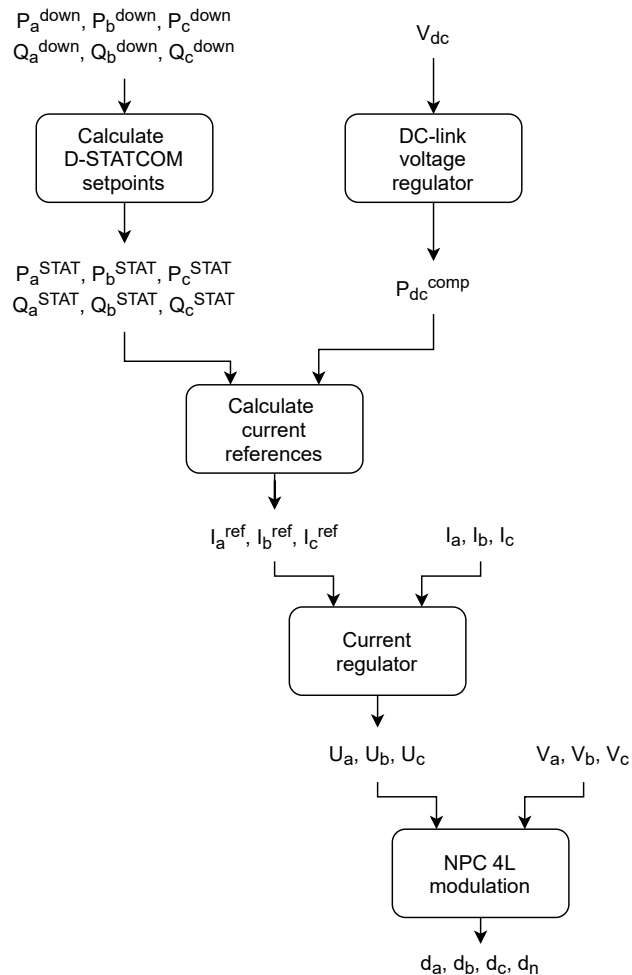 P_a^down, P_b^down, P_c^down
Q_a^down, Q_b^down, Q_c^down
V_dc
Calculate
D-STATCOM
setpoints
DC-link
voltage
regulator
P_a^STAT, P_b^STAT, P_c^STAT
Q_a^STAT, Q_b^STAT, Q_c^STAT
P_dc^comp
Calculate
current
references
I_a^ref, I_b^ref, I_c^ref
I_a, I_b, I_c
Current
regulator
U_a, U_b, U_c
V_a, V_b, V_c
NPC 4L
modulation
d_a, d_b, d_c, d_n